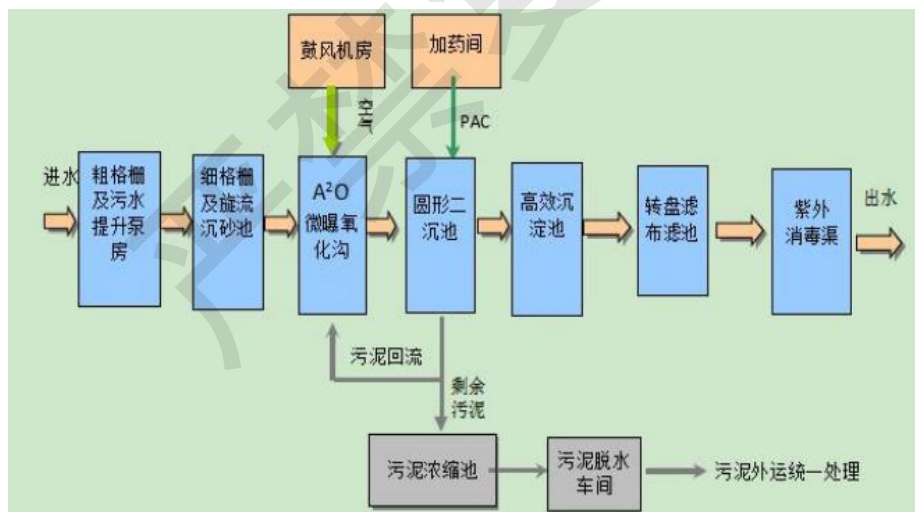 鼓风机房
加药间
空气
PAC
进水
粗格栅
及污水
提升泵
房
细格栅
及旋流
沉砂池
A²O
微曝氧
化沟
圆形二
沉池
高效沉
淀池
转盘滤
布滤池
紫外
消毒渠
出水
污泥回流
剩余
污泥
污泥浓缩池
污泥脱水
车间
污泥外运统一处理